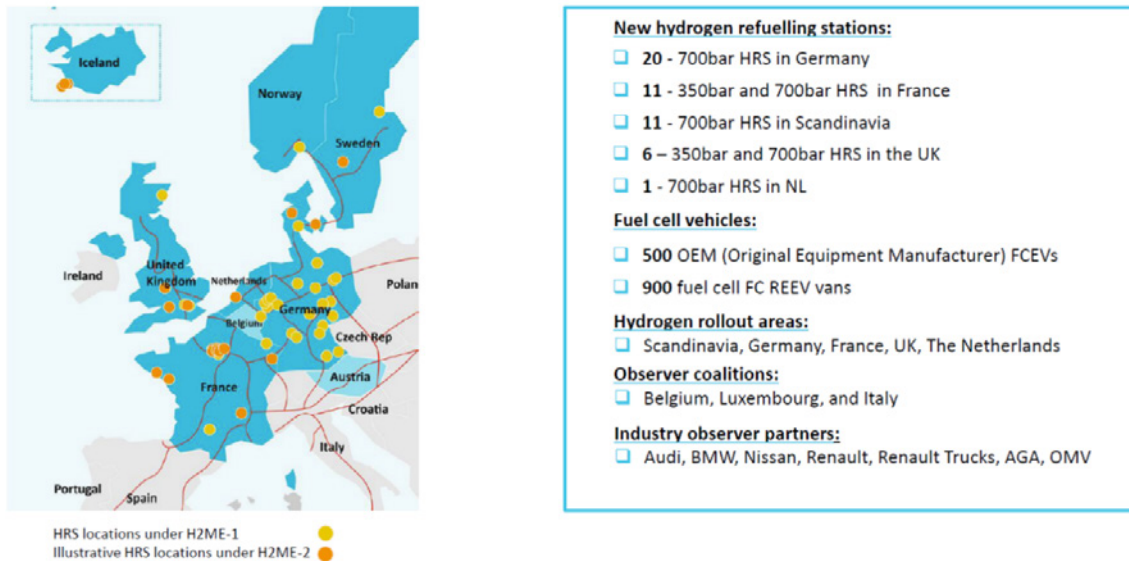 Iceland
Norway
Sweden
Ireland
United
Kingdom
Netherlands
Polan
Belgium
Germany
Czech Rep
Austria
France
Croatia
Italy
Portugal
Spain
HRS locations under H2ME-1
Illustrative HRS locations under H2ME-2
New hydrogen refuelling stations:
20 - 700bar HRS in Germany
11 - 350bar and 700bar HRS in France
11 - 700bar HRS in Scandinavia
6 – 350bar and 700bar HRS in the UK
1 - 700bar HRS in NL
Fuel cell vehicles:
500 OEM (Original Equipment Manufacturer) FCEVs
900 fuel cell FC REEV vans
Hydrogen rollout areas:
Scandinavia, Germany, France, UK, The Netherlands
Observer coalitions:
Belgium, Luxembourg, and Italy
Industry observer partners:
Audi, BMW, Nissan, Renault, Renault Trucks, AGA, OMV